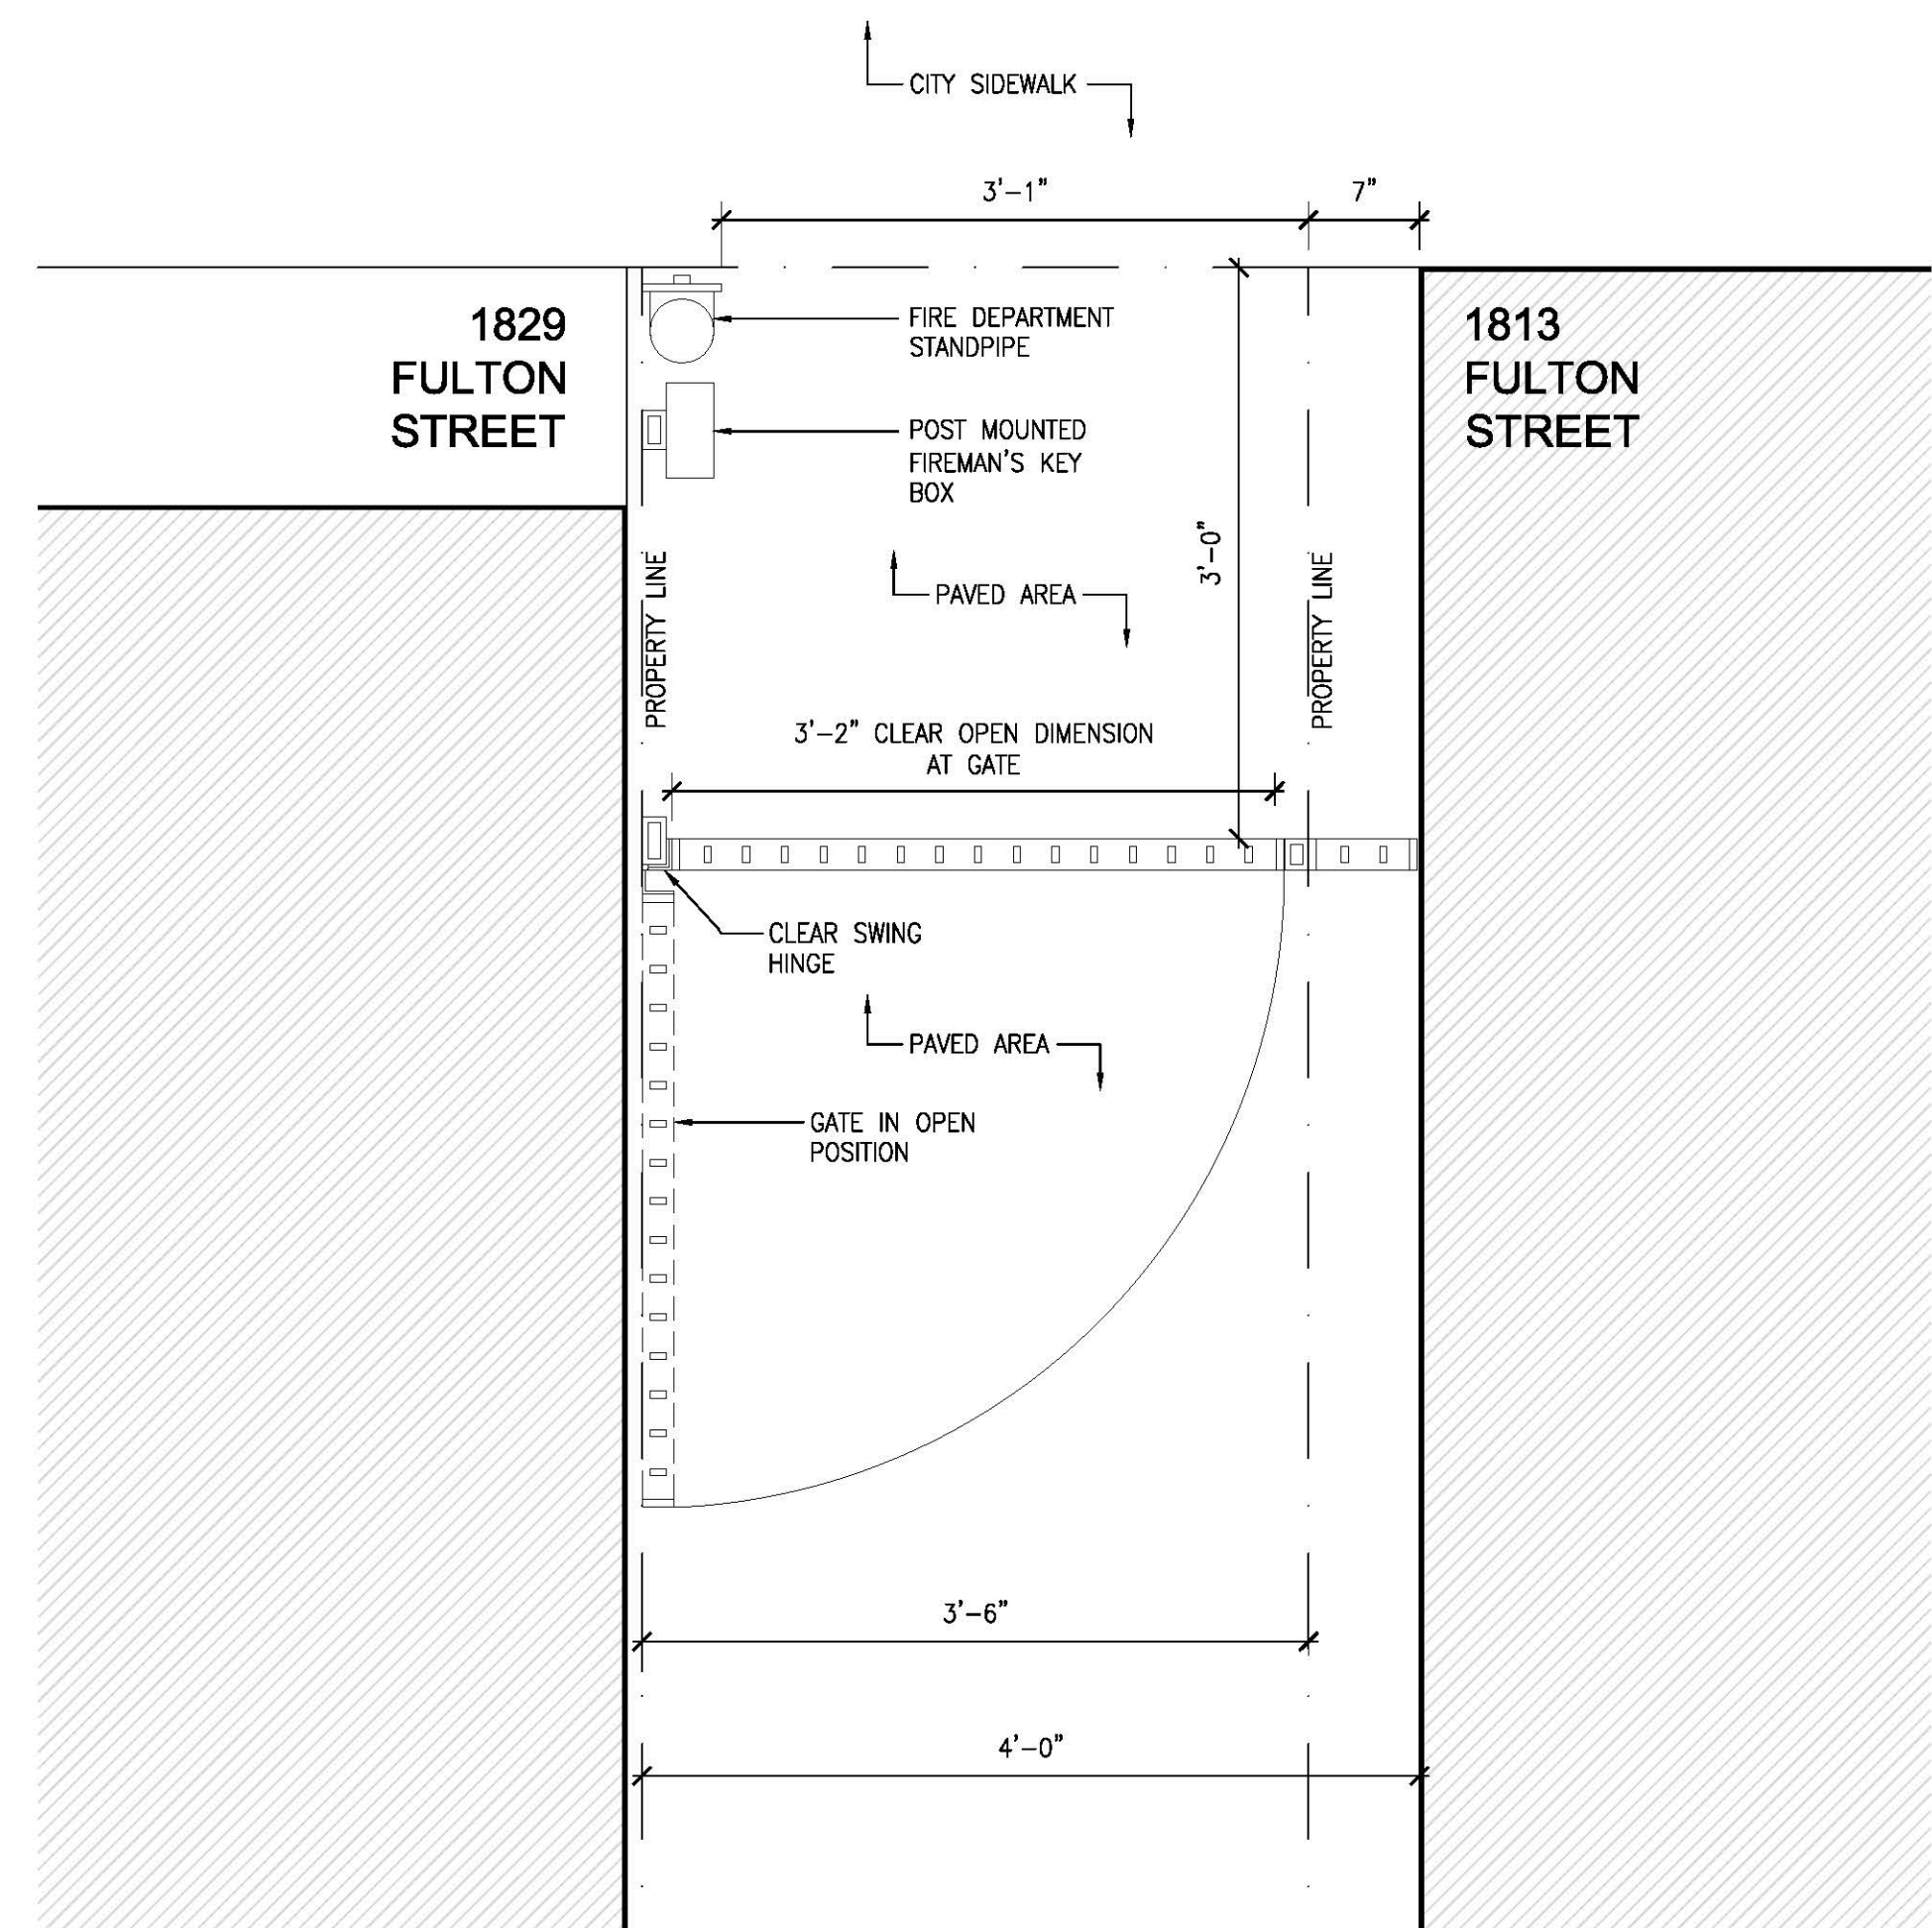 CITY SIDEWALK
3'-1"
7"
1829
FULTON
STREET
FIRE DEPARTMENT
STANDPIPE
1813
FULTON
STREET
POST MOUNTED
FIREMAN'S KEY
BOX
3'-0"
PROPERTY LINE
PAVED AREA
PROPERTY LINE
3'-2" CLEAR OPEN DIMENSION
AT GATE
CLEAR SWING
HINGE
PAVED AREA
GATE IN OPEN
POSITION
3'-6"
4'-0"